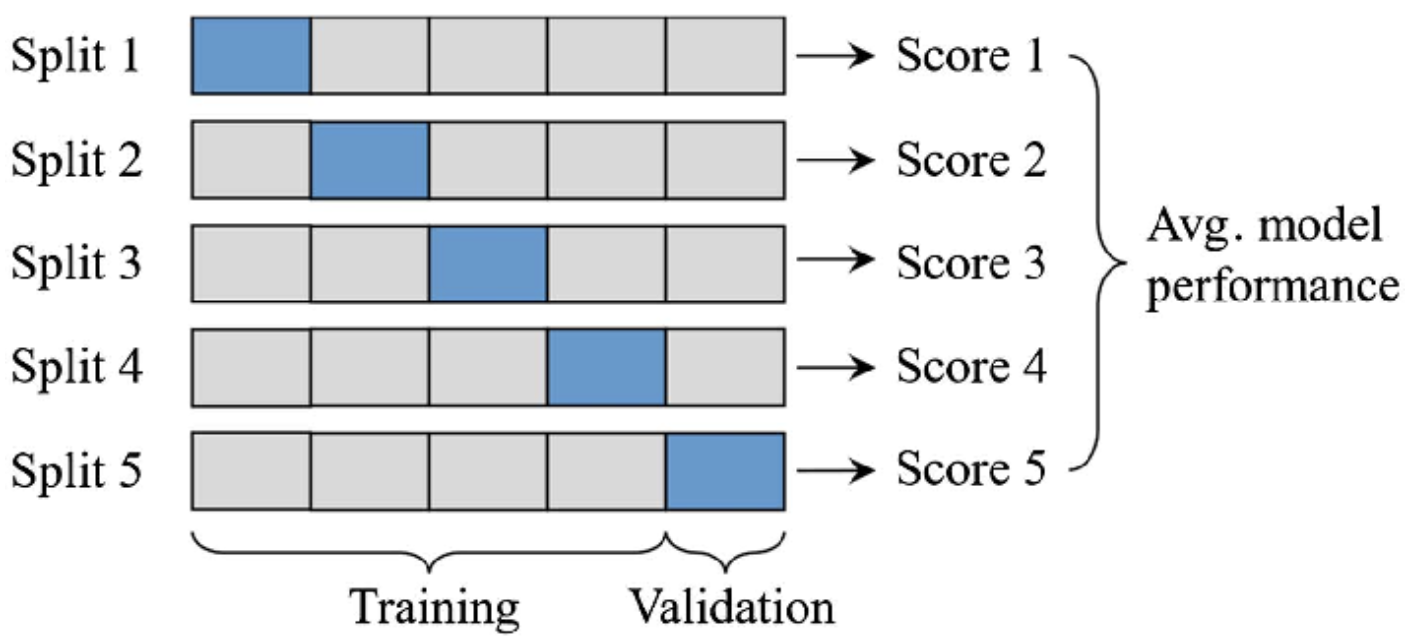 Split 1
Score 1
Split 2
Score 2
Split 3
Score 3
Split 4
Score 4
Split 5
Score 5
Avg. model
performance
Training
Validation